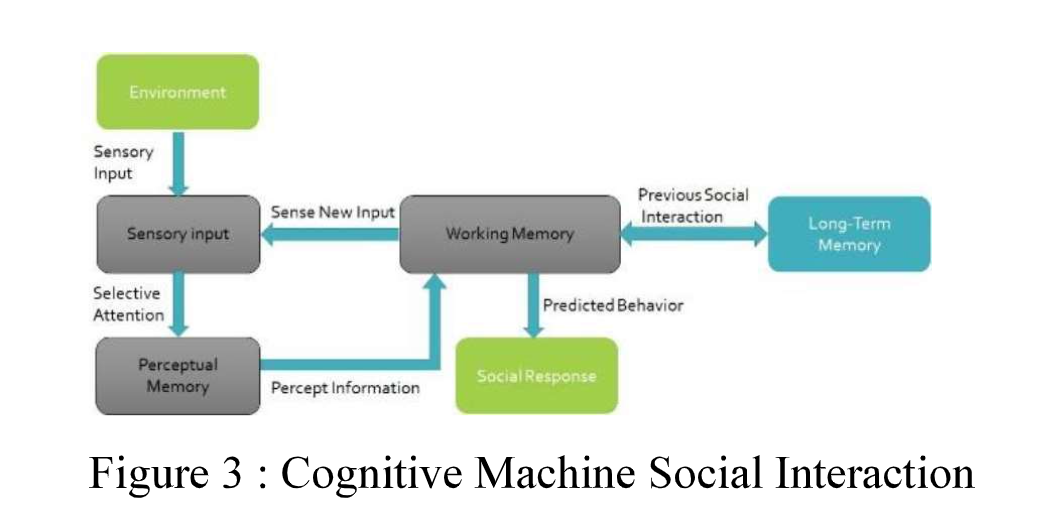 Environment
Sensory
Input
Sensory input
Sense New Input
Working Memory
Previous Social
Interaction
Long-Term
Memory
Selective
Attention
Predicted Behavior
Perceptual
Memory
Percept Information
Social Response
Figure 3 : Cognitive Machine Social Interaction